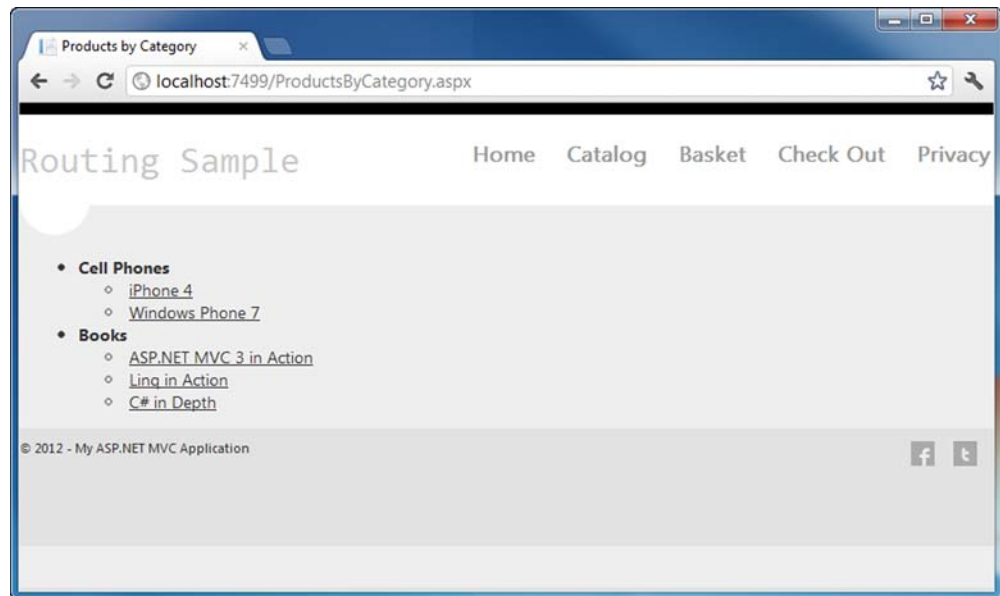 Products by Category
localhost:7499/ProductsByCategory.aspx
Routing Sample
Home Catalog Basket Check Out Privacy
Cell Phones
iPhone 4
Windows Phone 7
Books
ASP.NET MVC 3 in Action
Linq in Action
C# in Depth
© 2012 - My ASP.NET MVC Application